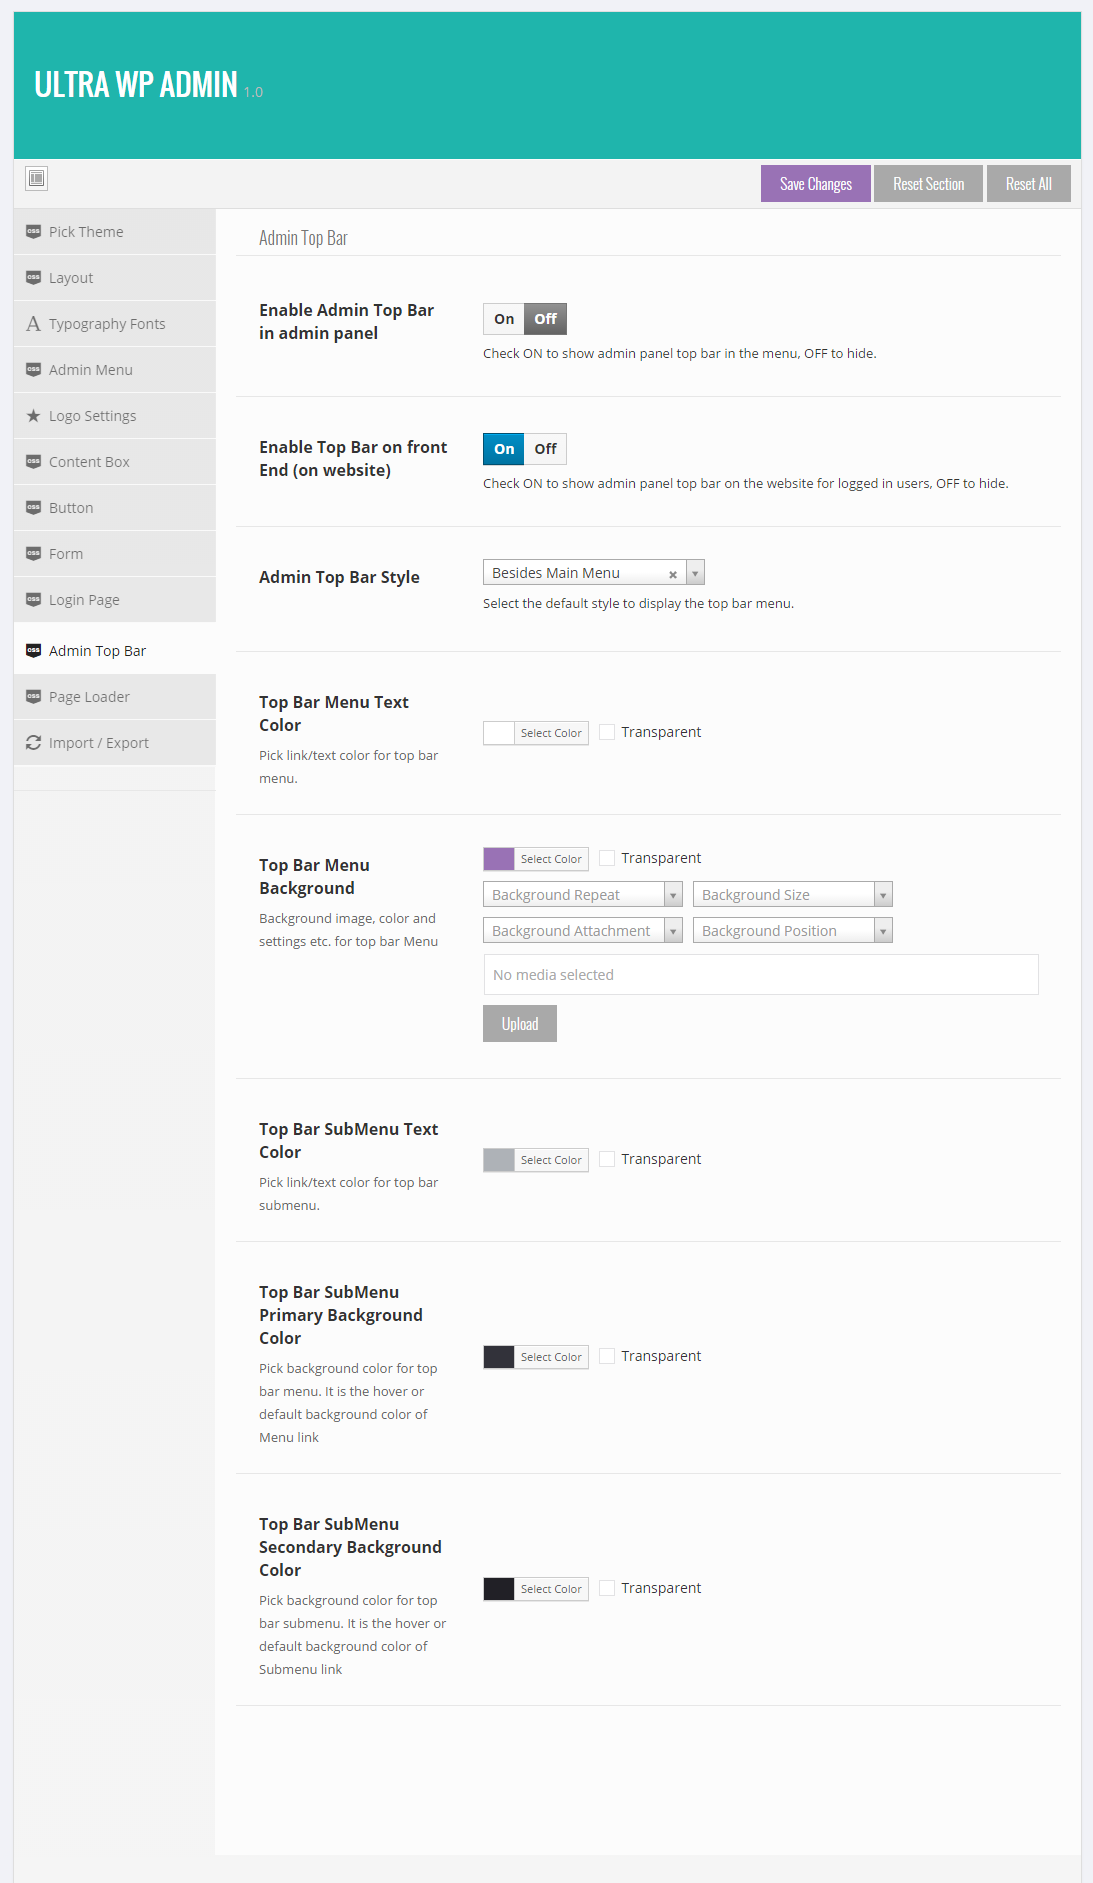 ULTRA WP ADMIN 1.0
Save Changes Reset Section Reset All
css Pick Theme
css Layout
A Typography Fonts
css Admin Menu
Logo Settings
css Content Box
css Button
css Form
css Login Page
css Admin Top Bar
css Page Loader
Import / Export
Admin Top Bar
Enable Admin Top Bar
in admin panel
On Off
Check ON to show admin panel top bar in the menu, OFF to hide.
Enable Top Bar on front
End (on website)
On Off
Check ON to show admin panel top bar on the website for logged in users, OFF to hide.
Admin Top Bar Style
Besides Main Menu
Select the default style to display the top bar menu.
Top Bar Menu Text
Color
Pick link/text color for top bar
menu.
Select Color Transparent
Top Bar Menu
Background
Background image, color and
settings etc. for top bar Menu
Select Color Transparent
Background Repeat Background Size
Background Attachment Background Position
No media selected
Upload
Top Bar SubMenu Text
Color
Pick link/text color for top bar
submenu.
Select Color Transparent
Top Bar SubMenu
Primary Background
Color
Pick background color for top
bar menu. It is the hover or
default background color of
Menu link
Select Color Transparent
Top Bar SubMenu
Secondary Background
Color
Pick background color for top
bar submenu. It is the hover or
default background color of
Submenu link
Select Color Transparent